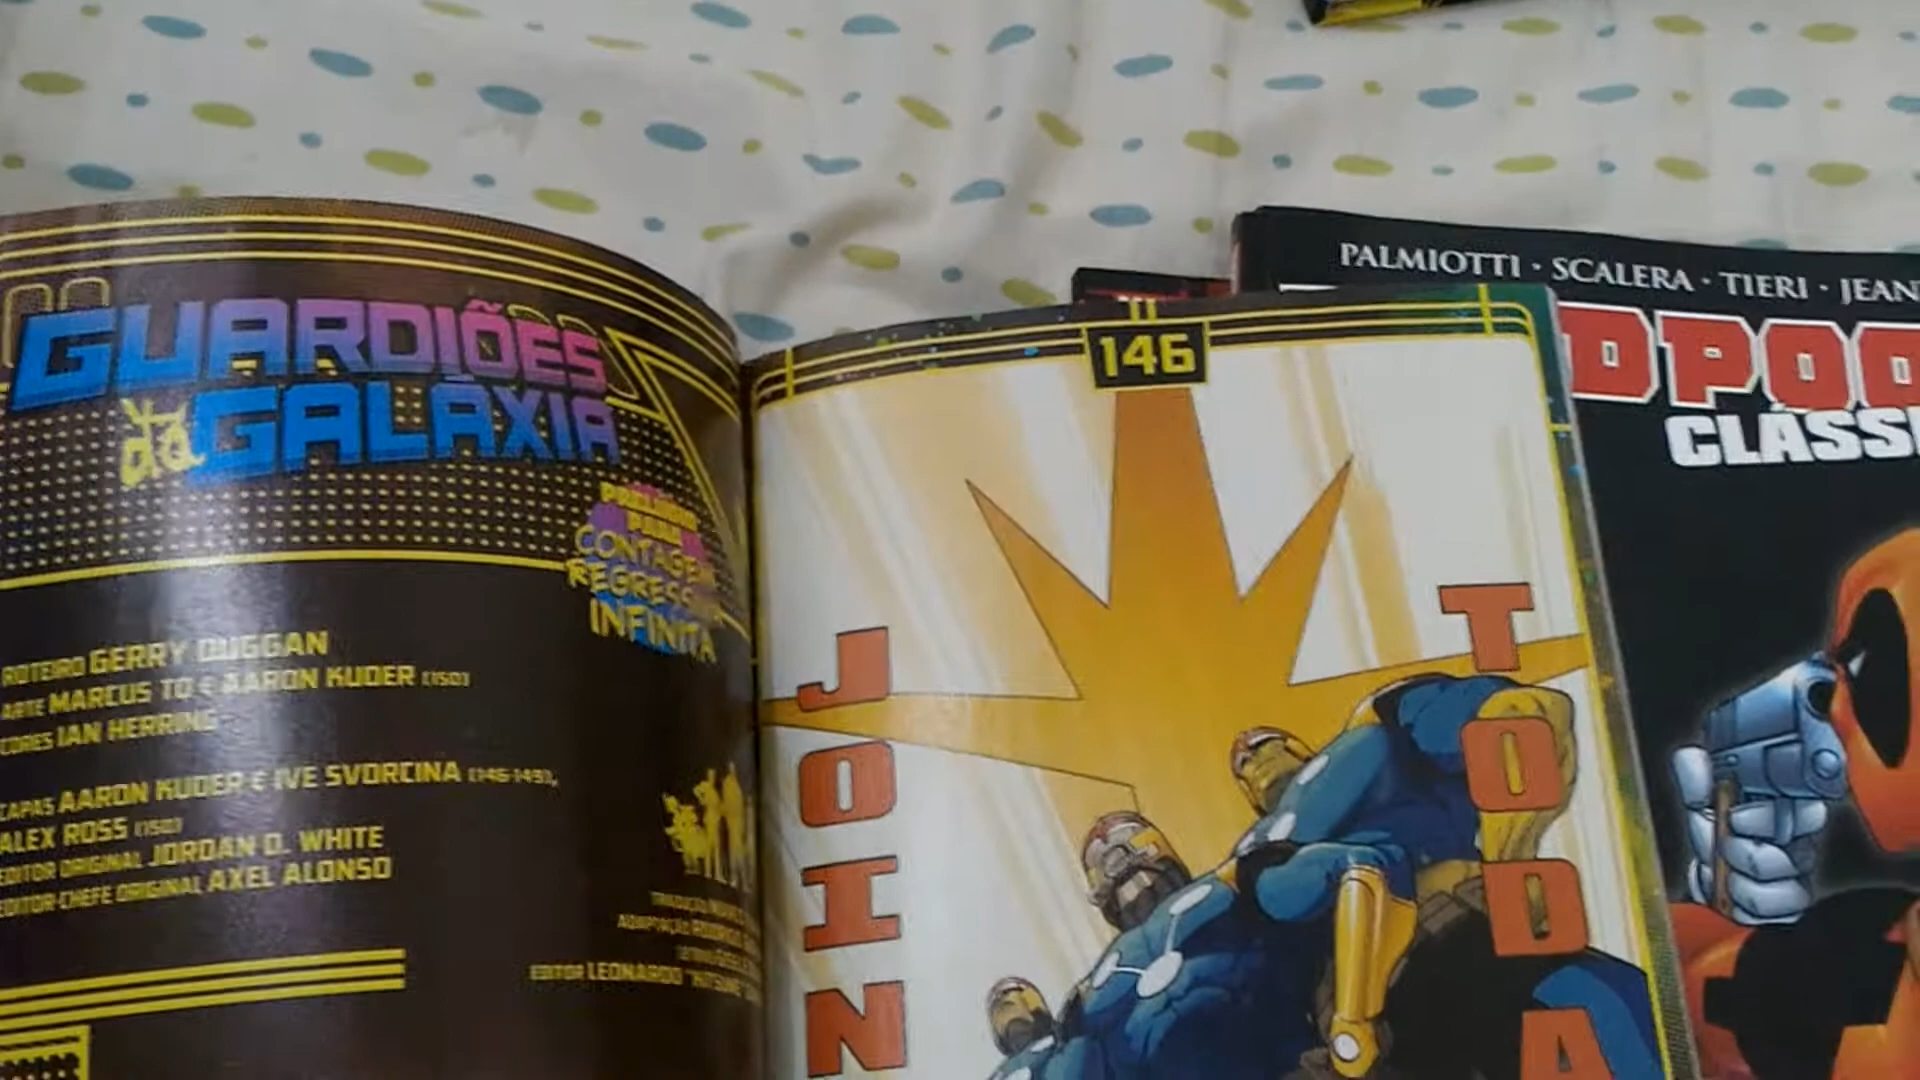 GUARDIÕES
da GALÁXIA
PRELÚDIO
PARA
CONTAGEM
REGRESSIVA
INFINITA
ROTEIRO GERRY DUGGAN
ARTE MARCUS TO E AARON KUDER (150)
CORES IAN HERRING
CAPAS AARON KUDER E IVE SVORCINA (146-149),
ALEX ROSS (150)
EDITOR ORIGINAL JORDAN D. WHITE
EDITOR-CHEFE ORIGINAL AXEL ALONSO
EDITOR LEONARDO
146
JOIN
TODA
PALMIOTTI • SCALERA • TIERI • JEAN
DPOO
CLÁSSI